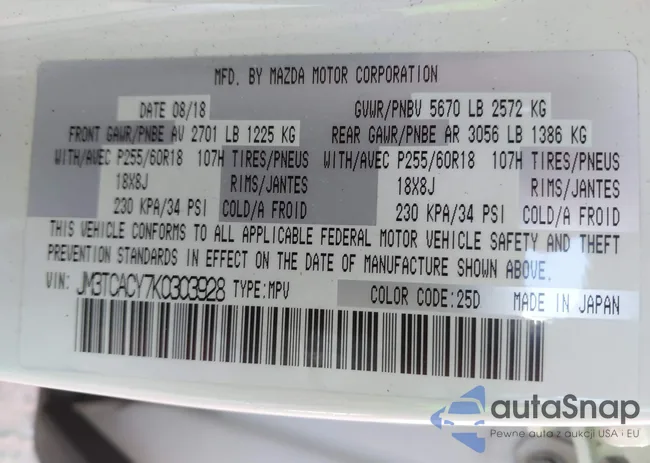 MFD. BY MAZDA MOTOR CORPORATION
DATE 08/18 GVWR/PNBV 5670 LB 2572 KG
FRONT GAWR/PNBE AV 2701 LB 1225 KG REAR GAWR/PNBE AR 3056 LB 1386 KG
WITH/AVEC P255/60R18 107H TIRES/PNEUS WITH/AVEC P255/60R18 107H TIRES/PNEUS
18X8J RIMS/JANTES 18X8J RIMS/JANTES
230 KPA/34 PSI COLD/A FROID 230 KPA/34 PSI COLD/A FROID
THIS VEHICLE CONFORMS TO ALL APPLICABLE FEDERAL MOTOR VEHICLE SAFETY AND THEFT
PREVENTION STANDARDS IN EFFECT ON THE DATE OF MANUFACTURE SHOWN ABOVE.
VIN: JM3TCACY7K0303928 TYPE:MPV COLOR CODE:25D MADE IN JAPAN
autoSnap
Pewne auta z aukcji USA i EU